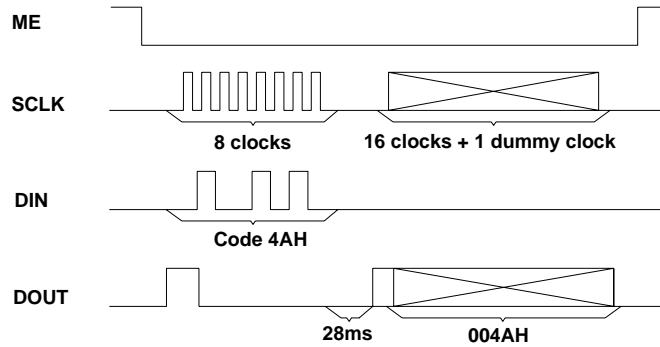 ME
SCLK
8 clocks
16 clocks + 1 dummy clock
DIN
Code 4AH
DOUT
28ms
004AH